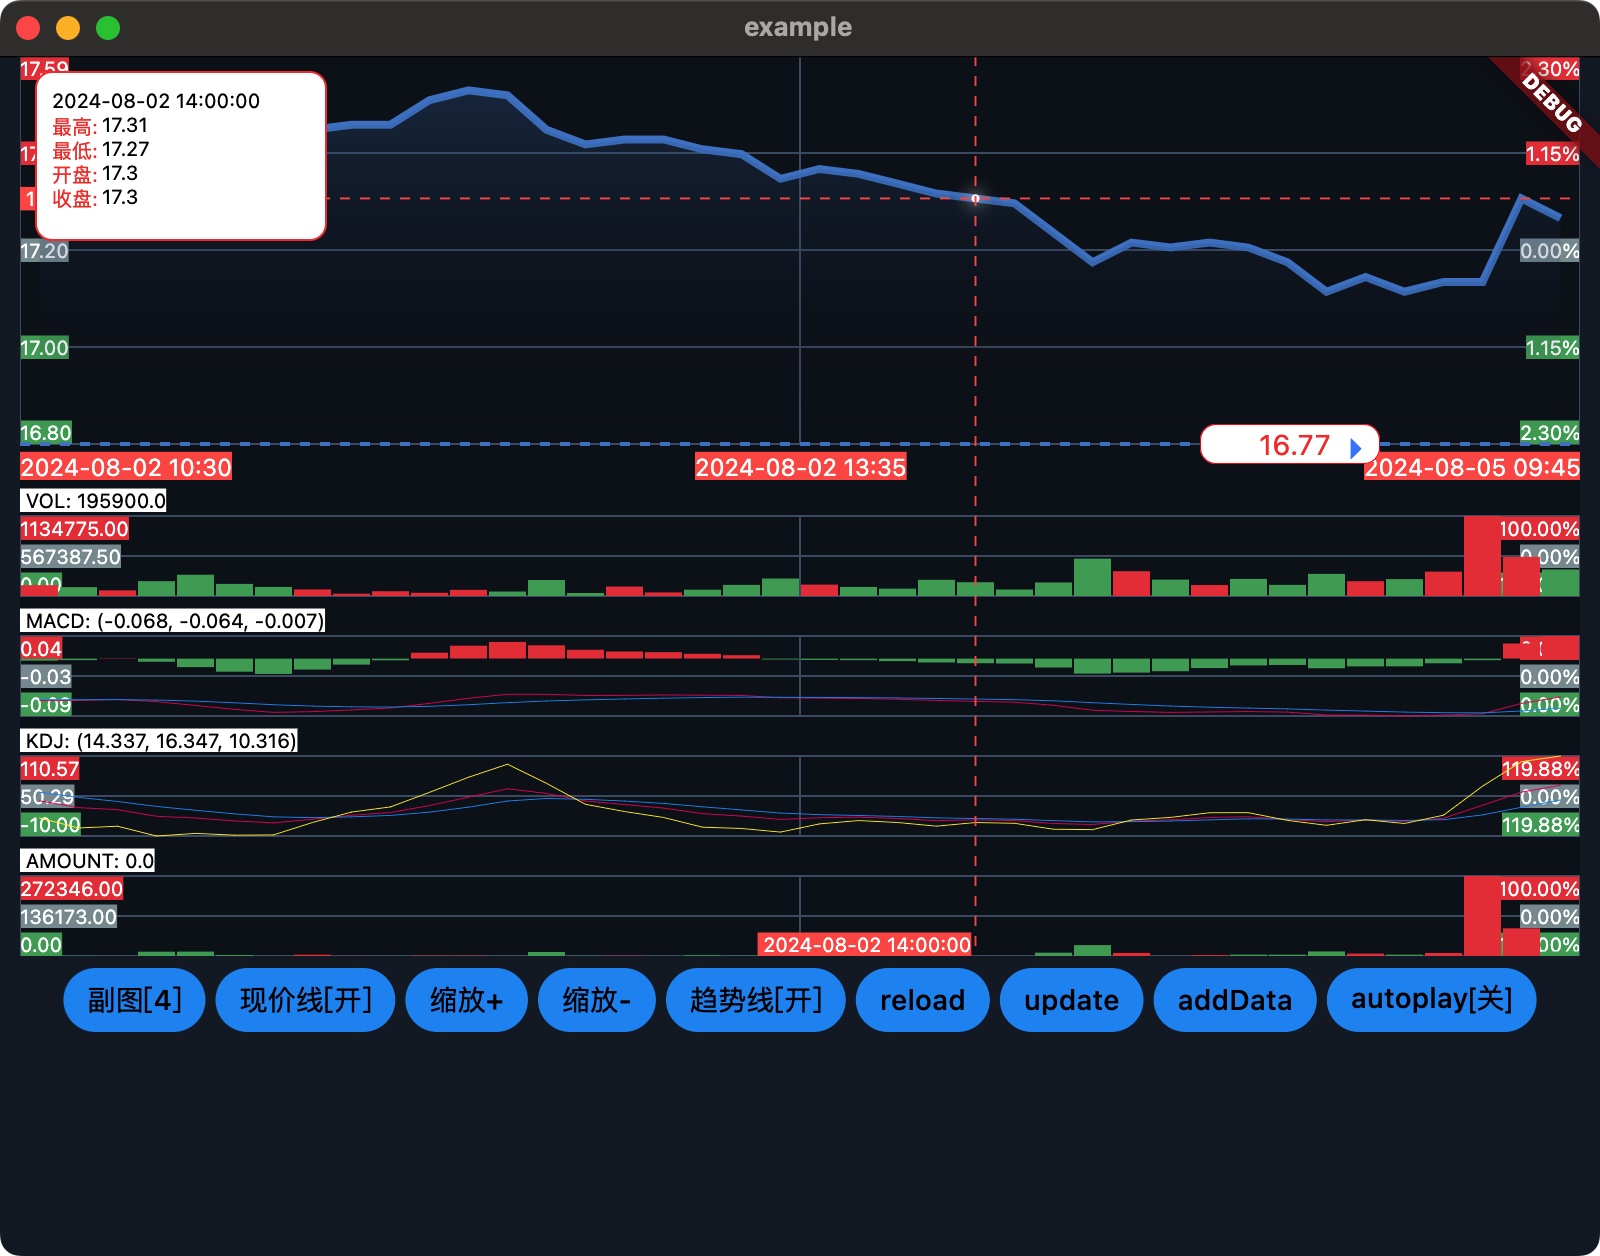 example
17.59
2.30%
DEBUG
2024-08-02 14:00:00
最高: 17.31
最低: 17.27
开盘: 17.3
收盘: 17.3
1.15%
17.20
0.00%
17.00
1.15%
16.80
2.30%
16.77
2024-08-02 10:30
2024-08-02 13:35
2024-08-05 09:45
VOL: 195900.0
1134775.00
100.00%
567387.50
0.00%
0.00
MACD: (-0.068, -0.064, -0.007)
0.04
-0.03
0.00%
-0.09
0.00%
KDJ: (14.337, 16.347, 10.316)
110.57
119.88%
50.29
0.00%
-10.00
119.88%
AMOUNT: 0.0
272346.00
100.00%
136173.00
0.00%
0.00
2024-08-02 14:00:00
副图[4]
现价线[开]
缩放+
缩放-
趋势线[开]
reload
update
addData
autoplay[关]